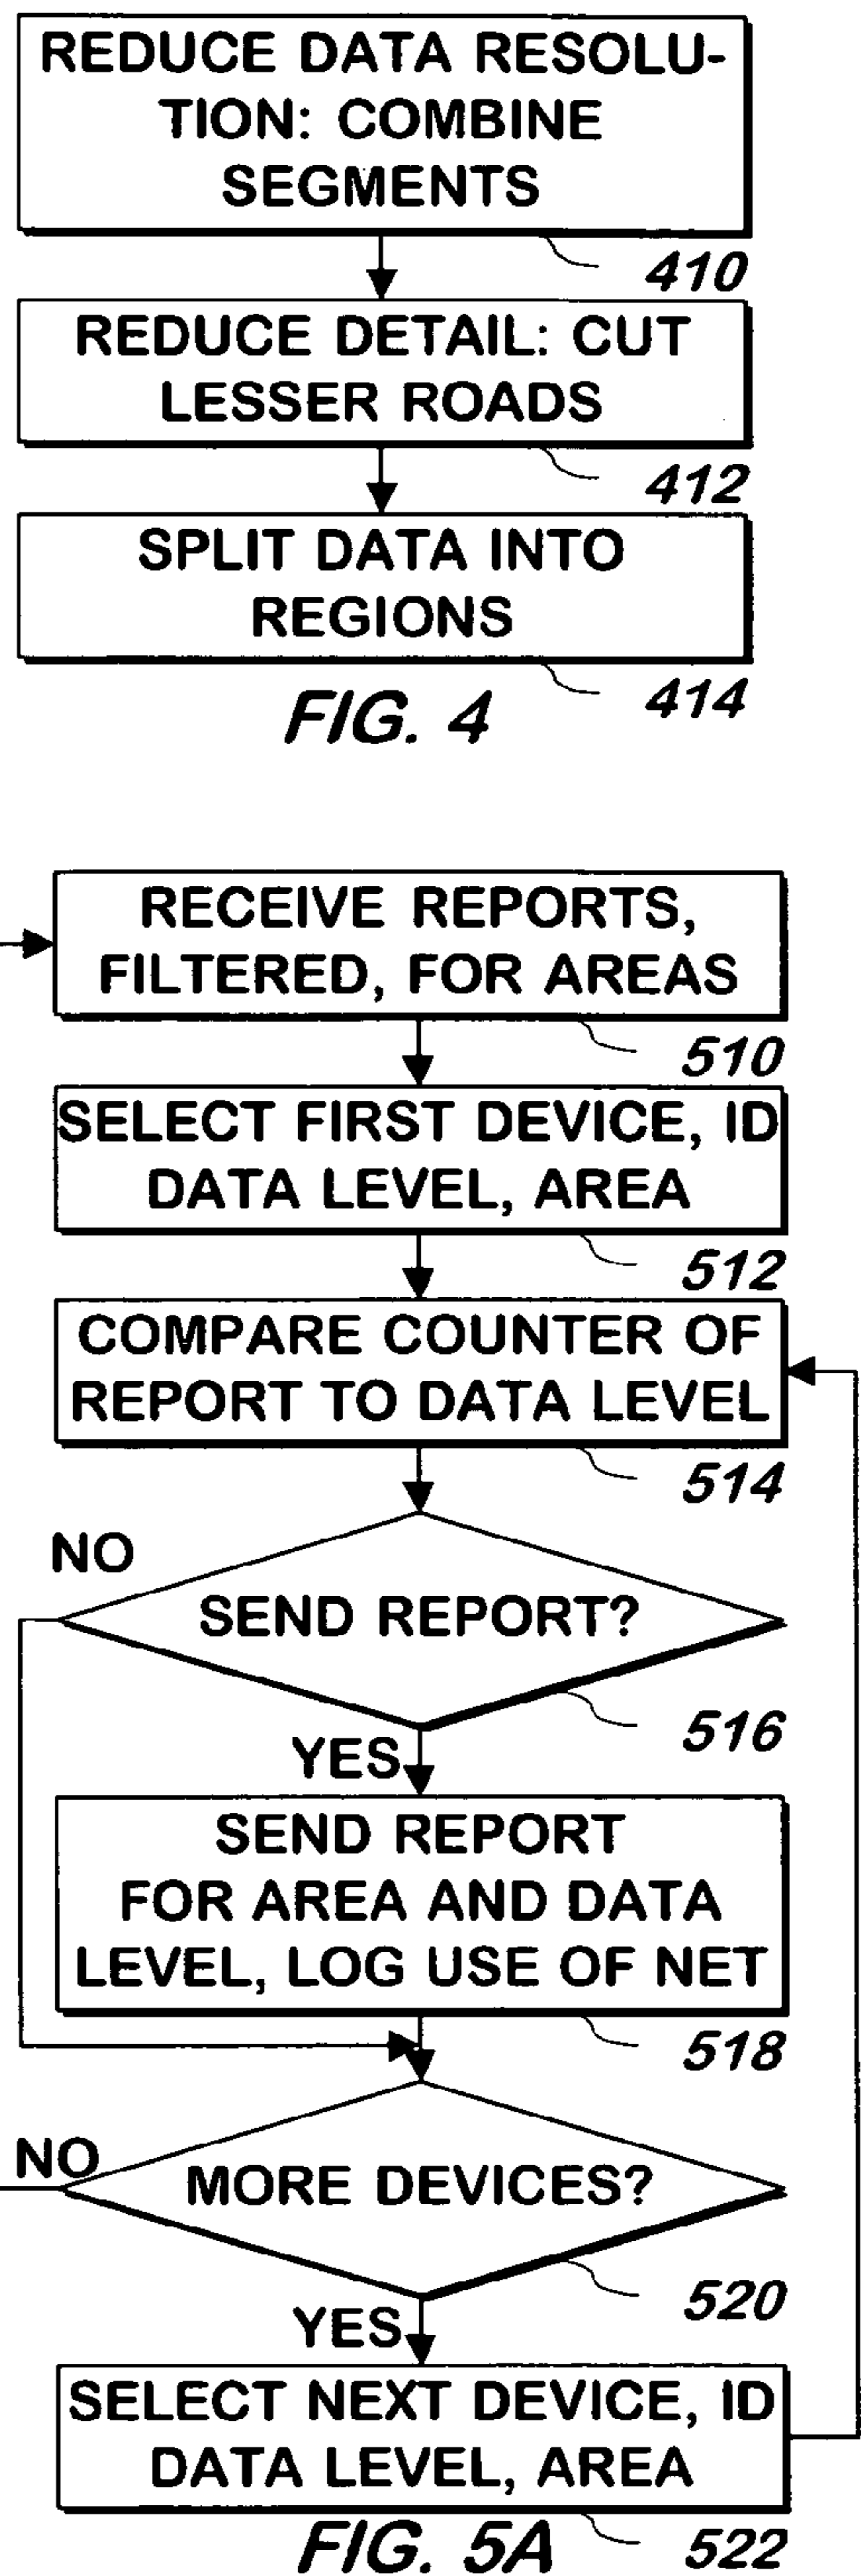 REDUCE DATA RESOLU-
TION: COMBINE
SEGMENTS
410
REDUCE DETAIL: CUT
LESSER ROADS
412
SPLIT DATA INTO
REGIONS
414
FIG. 4
RECEIVE REPORTS,
FILTERED, FOR AREAS
510
SELECT FIRST DEVICE, ID
DATA LEVEL, AREA
512
COMPARE COUNTER OF
REPORT TO DATA LEVEL
514
NO
SEND REPORT?
516
YES
SEND REPORT
FOR AREA AND DATA
LEVEL, LOG USE OF NET
518
NO
MORE DEVICES?
520
YES
SELECT NEXT DEVICE, ID
DATA LEVEL, AREA
522
FIG. 5A